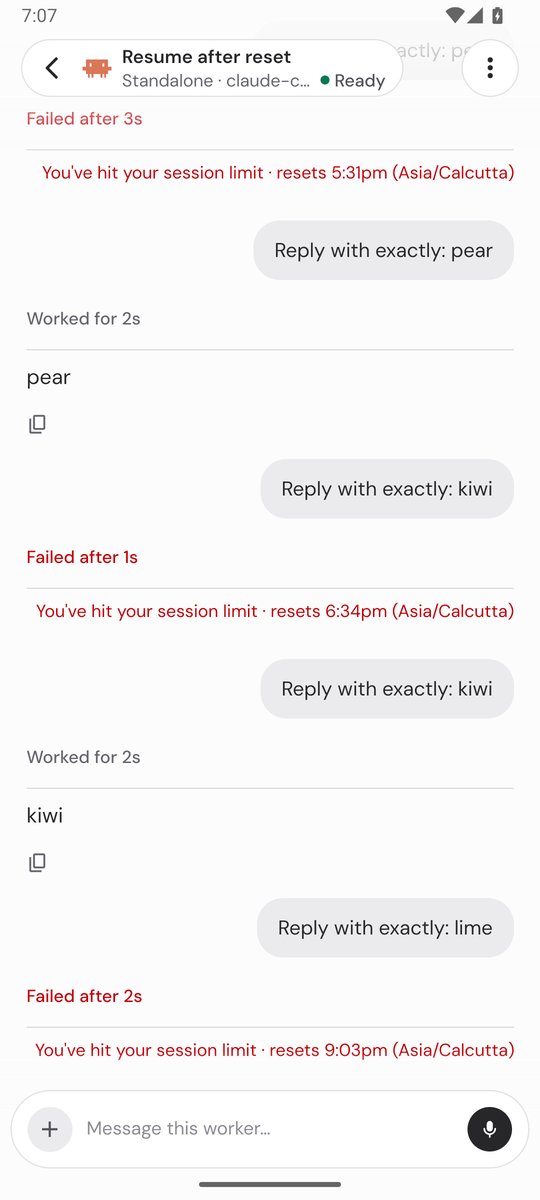 7:07
Resume after reset
Standalone · claude-c... Ready
Failed after 3s
You've hit your session limit · resets 5:31pm (Asia/Calcutta)
Reply with exactly: pear
Worked for 2s
pear
Reply with exactly: kiwi
Failed after 1s
You've hit your session limit · resets 6:34pm (Asia/Calcutta)
Reply with exactly: kiwi
Worked for 2s
kiwi
Reply with exactly: lime
Failed after 2s
You've hit your session limit · resets 9:03pm (Asia/Calcutta)
Message this worker...